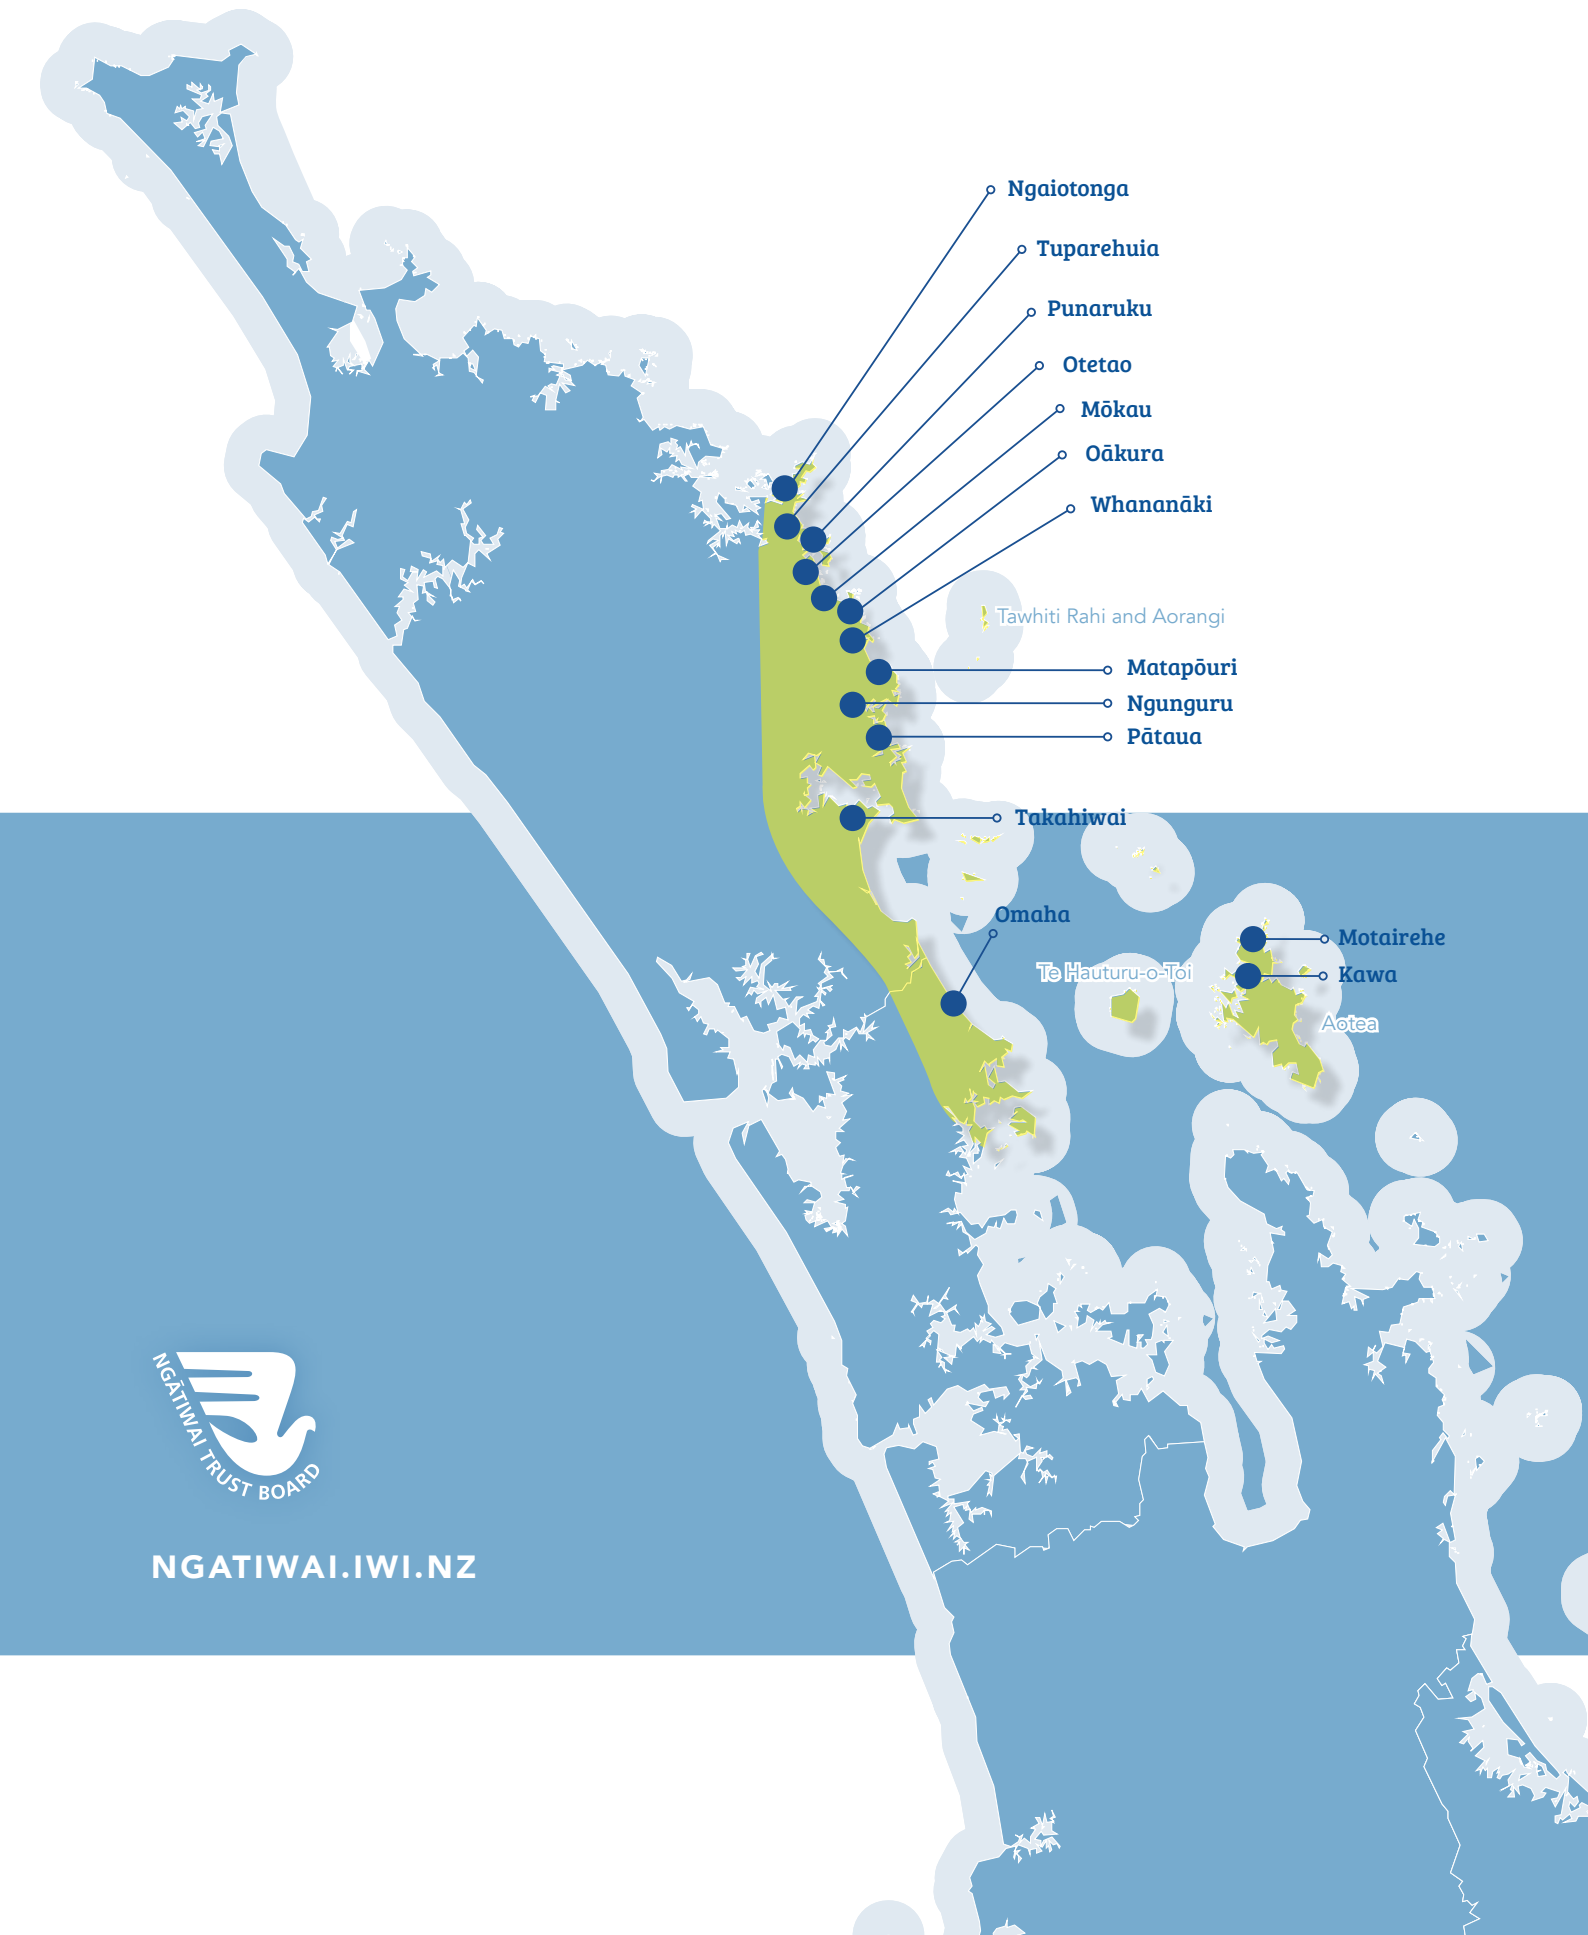 Ngaiotonga
Tuparehuia
Punaruku
Otetao
Mōkau
Oākura
Whananāki
Tawhiti Rahi and Aorangi
Matapōuri
Ngunguru
Pātaua
Takahiwai
Omaha
Motairehe
Te Hauturu-o-Toi
Kawa
Aotea
NGĀTIWAI TRUST BOARD
NGATIWAI.IWI.NZ